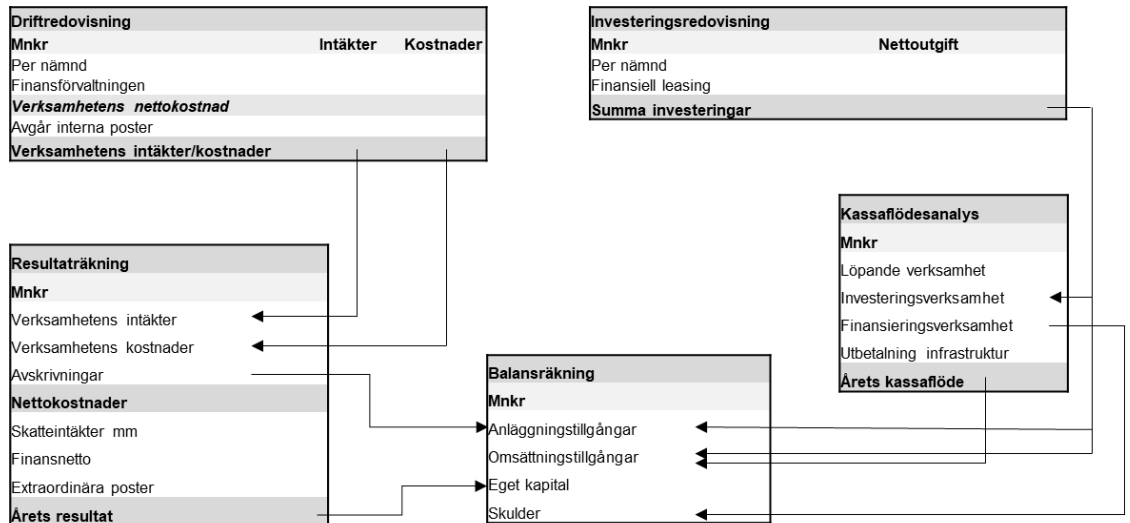 Driftredovisning
Mnkr Intäkter Kostnader
Per nämnd
Finansförvaltningen
Verksamhetens nettokostnad
Avgår interna poster
Verksamhetens intäkter/kostnader
Investeringsredovisning
Mnkr Nettoutgift
Per nämnd
Finansiell leasing
Summa investeringar
Kassaflödesanalys
Mnkr
Löpande verksamhet
Investeringsverksamhet
Finansieringsverksamhet
Utbetalning infrastruktur
Årets kassaflöde
Resultaträkning
Mnkr
Verksamhetens intäkter
Verksamhetens kostnader
Avskrivningar
Nettokostnader
Skatteintäkter mm
Finansnetto
Extraordinära poster
Årets resultat
Balansräkning
Mnkr
Anläggningstillgångar
Omsättningstillgångar
Eget kapital
Skulder